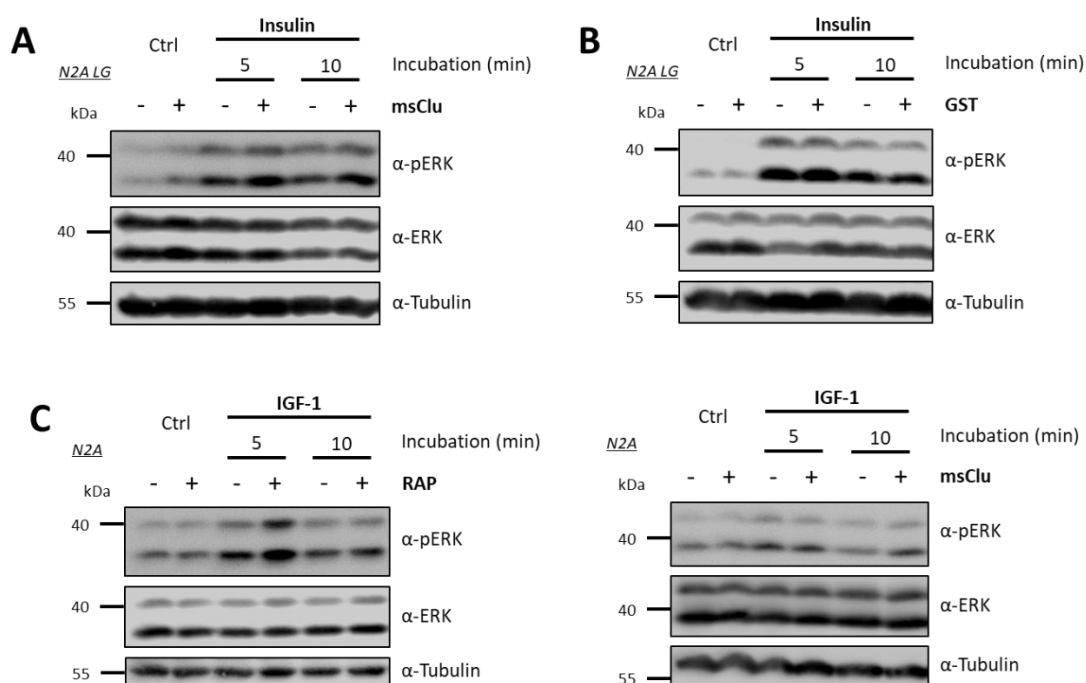 A
Ctrl
Insulin
N2A LG
5
10
Incubation (min)
kDa
-
+
-
+
-
+
msClu
40
α-pERK
40
α-ERK
55
α-Tubulin
B
Ctrl
Insulin
N2A LG
5
10
Incubation (min)
kDa
-
+
-
+
-
+
GST
40
α-pERK
40
α-ERK
55
α-Tubulin
C
Ctrl
IGF-1
N2A
5
10
Incubation (min)
kDa
-
+
-
+
-
+
RAP
40
α-pERK
40
α-ERK
55
α-Tubulin
Ctrl
IGF-1
N2A
5
10
Incubation (min)
kDa
-
+
-
+
-
+
msClu
40
α-pERK
40
α-ERK
55
α-Tubulin